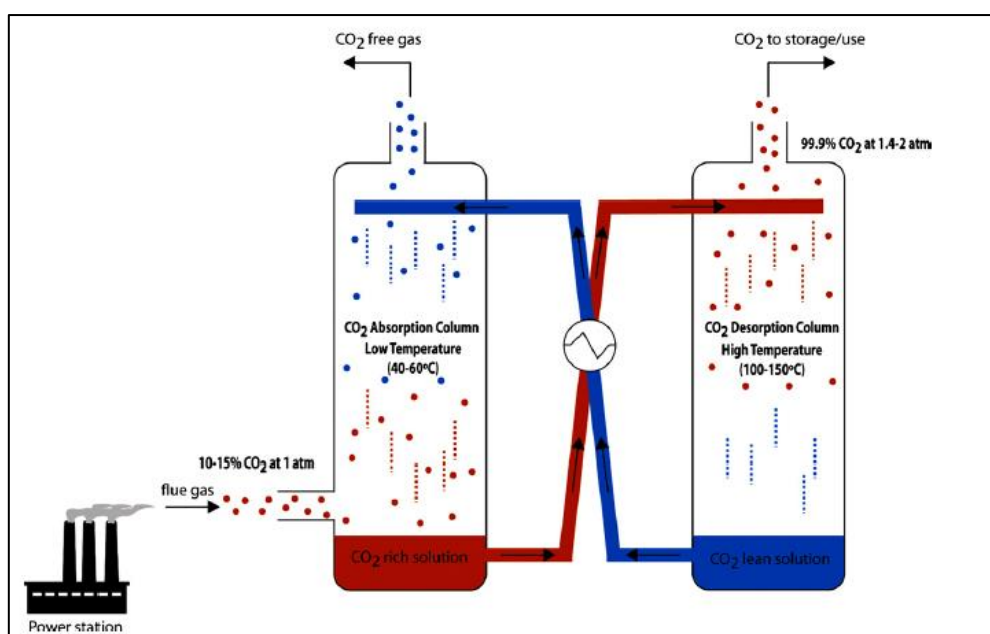 CO2 free gas
CO2 to storage/use
99.9% CO2 at 1.4-2 atm
CO2 Absorption Column
Low Temperature
(40-60ºC)
CO2 Desorption Column
High Temperature
(100-150ºC)
10-15% CO2 at 1 atm
flue gas
CO2 rich solution
CO2 lean solution
Power station